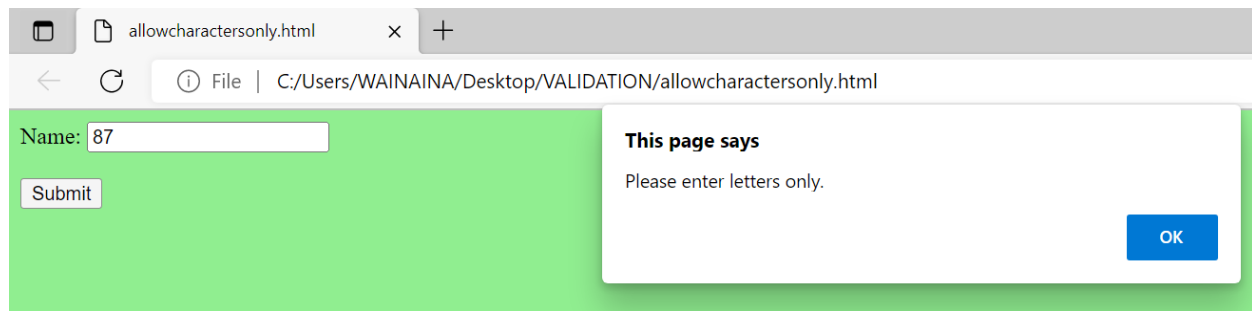 allowcharactersonly.html
File | C:/Users/WAINAINA/Desktop/VALIDATION/allowcharactersonly.html
Name: 87
Submit
This page says
Please enter letters only.
OK